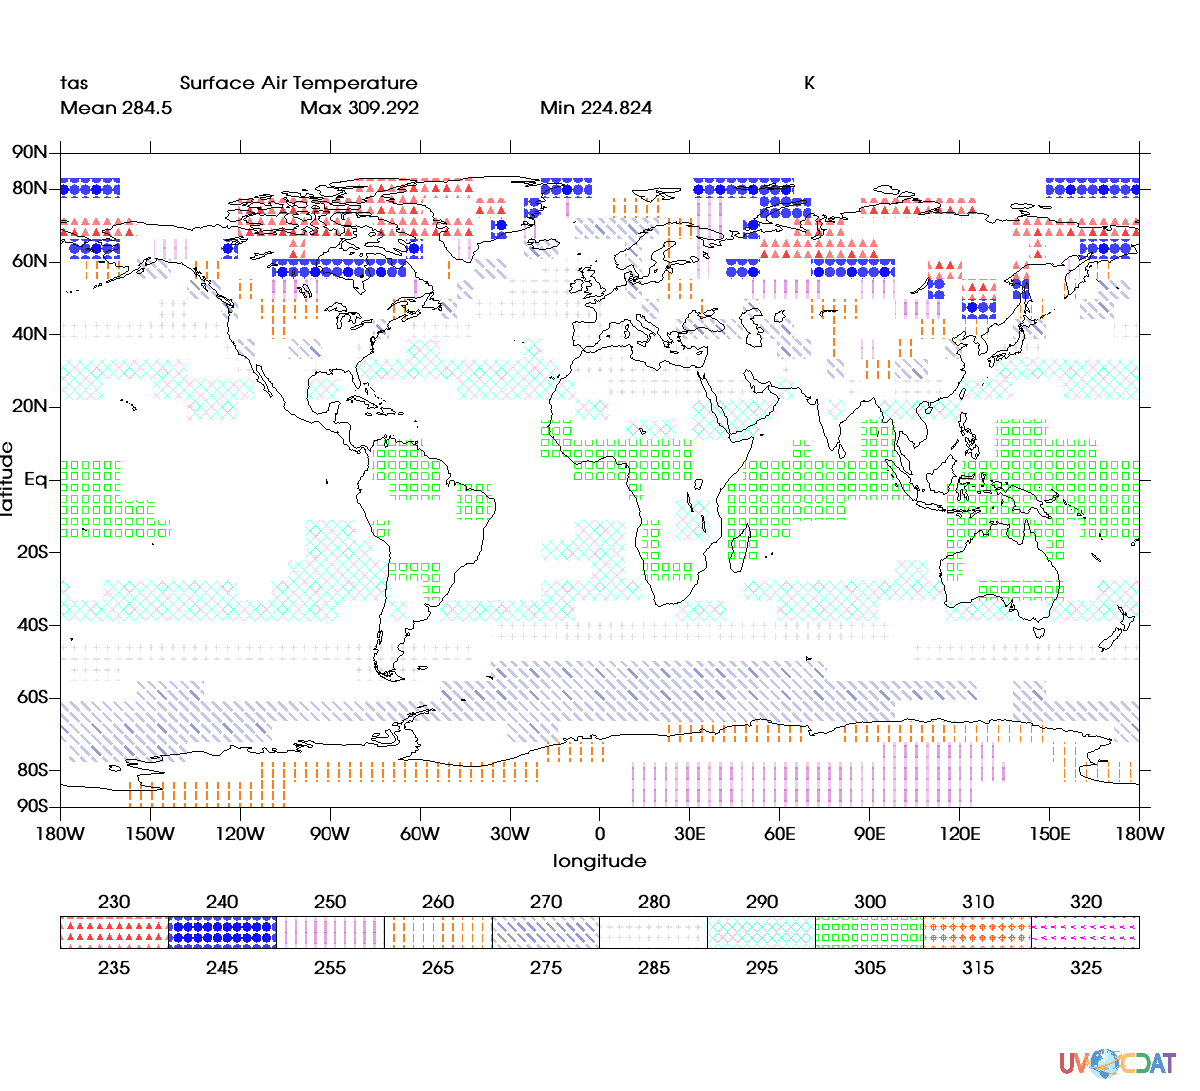 tas Surface Air Temperature K
Mean 284.5 Max 309.292 Min 224.824
90N
80N
60N
40N
20N
Eq
20S
40S
60S
80S
90S
latitude
180W 150W 120W 90W 60W 30W 0 30E 60E 90E 120E 150E 180W
longitude
230 240 250 260 270 280 290 300 310 320
235 245 255 265 275 285 295 305 315 325
UV CDAT